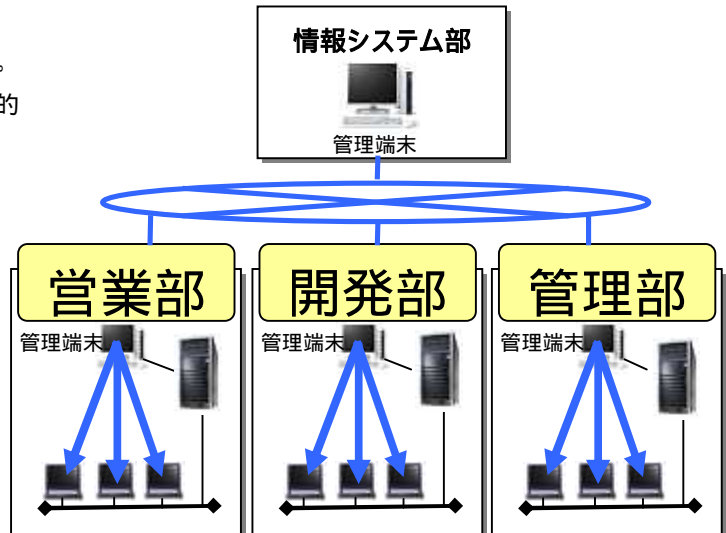 情報システム部
。
的
管理端末
営業部
開発部
管理部
管理端末
管理端末
管理端末